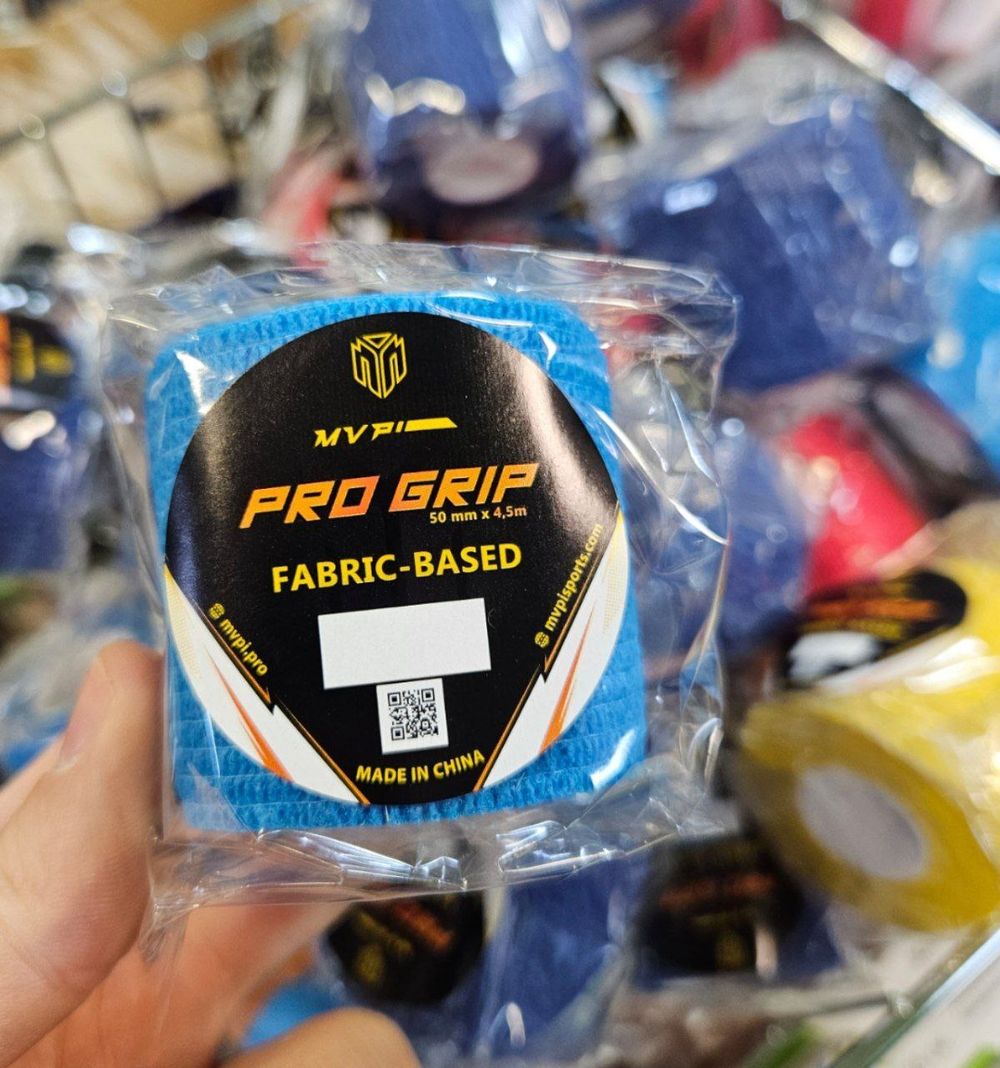 MVPI
PRO GRIP
50 mm x 4,5m
FABRIC-BASED
mvpi.pro
mvpisports.com
MADE IN CHINA